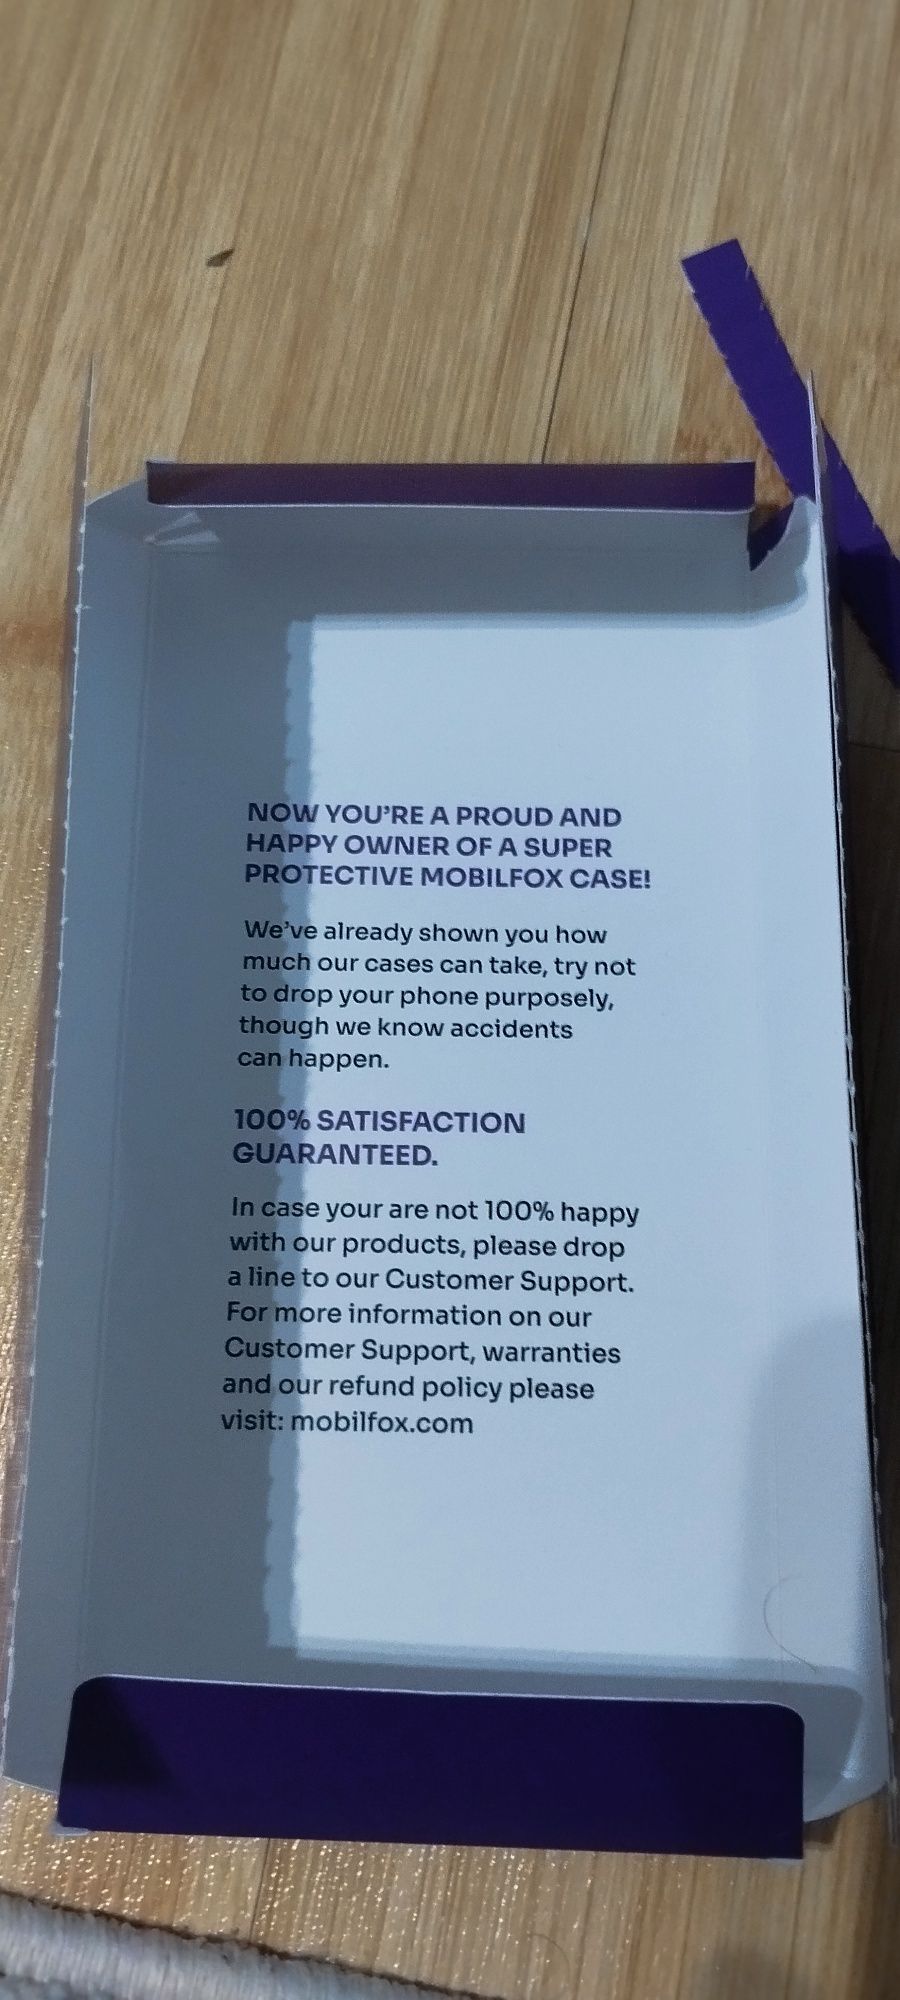 NOW YOU'RE A PROUD AND
HAPPY OWNER OF A SUPER
PROTECTIVE MOBILFOX CASE!
We've already shown you how
much our cases can take, try not
to drop your phone purposely,
though we know accidents
can happen.
100% SATISFACTION
GUARANTEED.
In case your are not 100% happy
with our products, please drop
a line to our Customer Support.
For more information on our
Customer Support, warranties
and our refund policy please
visit: mobilfox.com